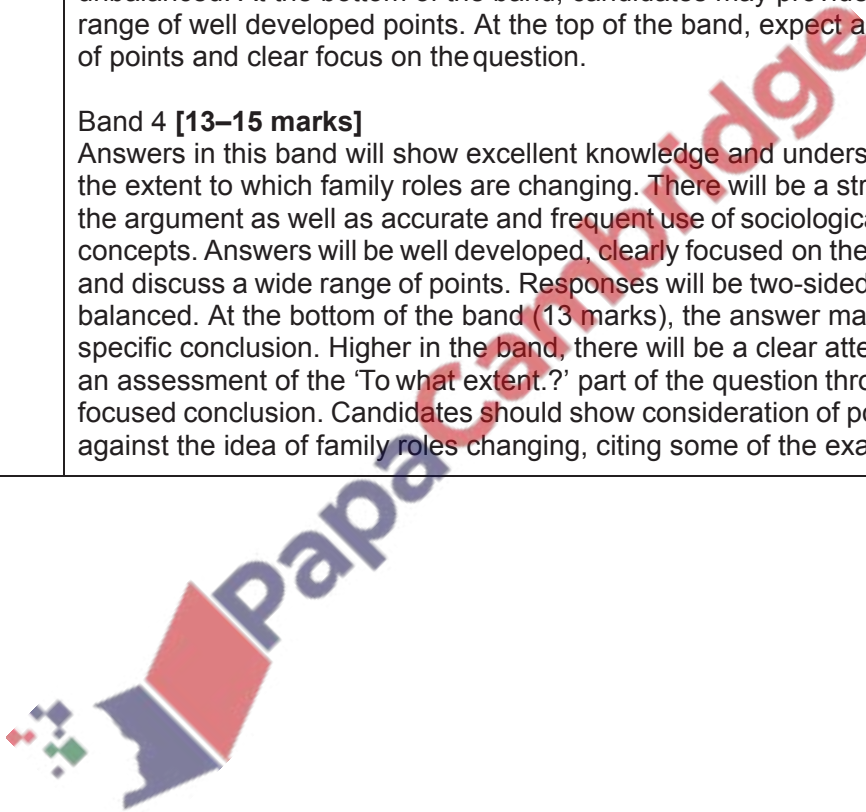 range of well developed points. At the top of the band, expect a
of points and clear focus on thequestion.
Band 4 [13–15 marks]
Answers in this band will show excellent knowledge and unders
the extent to which family roles are changing. There will be a str
the argument as well as accurate and frequent use of sociologica
concepts. Answers will be well developed, clearly focused on the
and discuss a wide range of points. Responses will be two-sided
balanced. At the bottom of the band (13 marks), the answer ma
specific conclusion. Higher in the band, there will be a clear atte
an assessment of the ‘To what extent.?’ part of the question thro
focused conclusion. Candidates should show consideration of po
against the idea of family roles changing, citing some of the exa
PapaCambridge